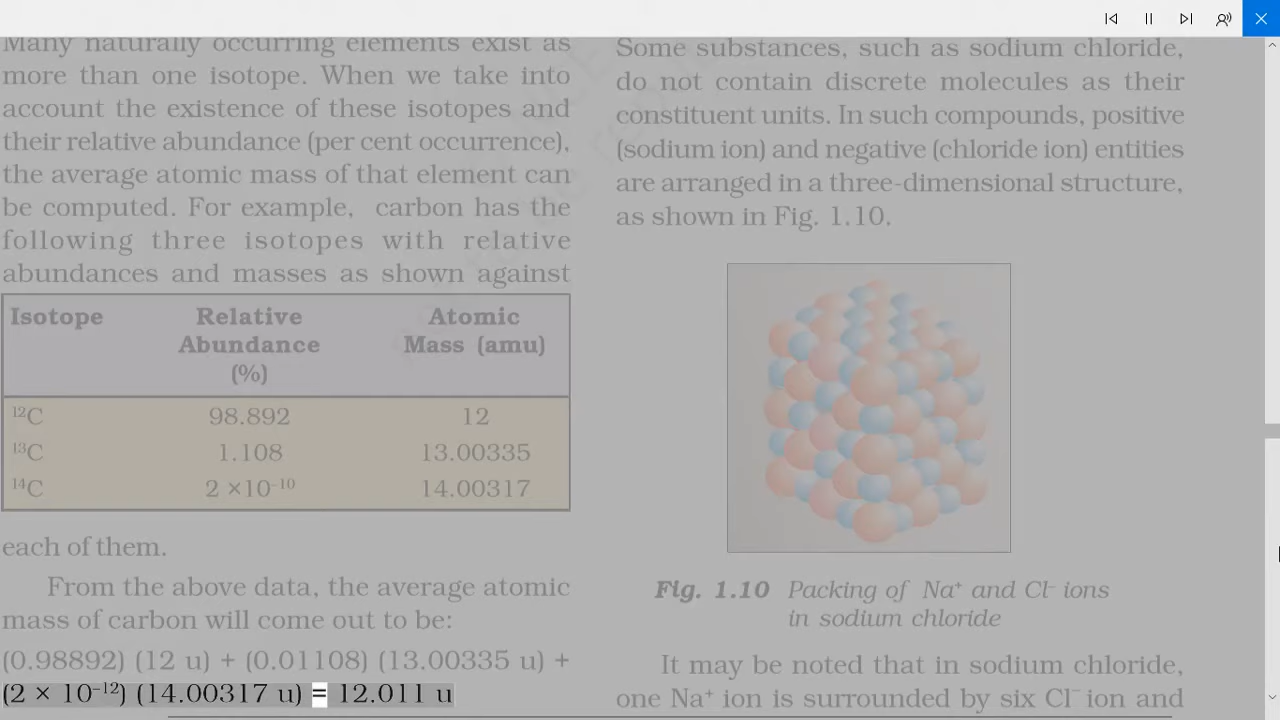 Many naturally occurring elements exist as
more than one isotope. When we take into
account the existence of these isotopes and
their relative abundance (per cent occurrence),
the average atomic mass of that element can
be computed. For example, carbon has the
following three isotopes with relative
abundances and masses as shown against
Isotope Relative Abundance (%) Atomic Mass (amu)
¹²C 98.892 12
¹³C 1.108 13.00335
¹⁴C 2 ×10⁻¹⁰ 14.00317
each of them.
From the above data, the average atomic
mass of carbon will come out to be:
(0.98892) (12 u) + (0.01108) (13.00335 u) +
(2 × 10⁻¹²) (14.00317 u) = 12.011 u
Some substances, such as sodium chloride,
do not contain discrete molecules as their
constituent units. In such compounds, positive
(sodium ion) and negative (chloride ion) entities
are arranged in a three-dimensional structure,
as shown in Fig. 1.10.
Fig. 1.10 Packing of Na⁺ and Cl⁻ ions
in sodium chloride
It may be noted that in sodium chloride,
one Na⁺ ion is surrounded by six Cl⁻ ion and